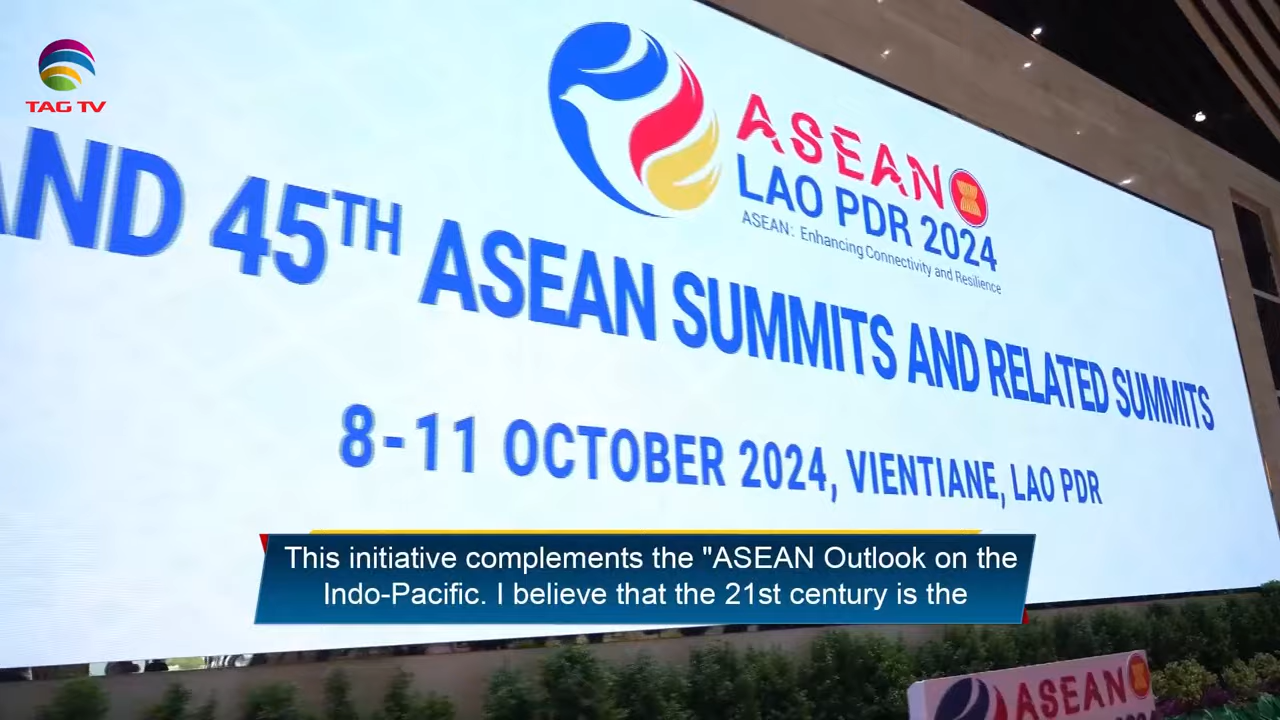 TAG TV
ASEAN
LAO PDR 2024
ASEAN: Enhancing Connectivity and Resilience
AND 45TH ASEAN SUMMITS AND RELATED SUMMITS
8-11 OCTOBER 2024, VIENTIANE, LAO PDR
This initiative complements the "ASEAN Outlook on the
Indo-Pacific. I believe that the 21st century is the
ASEAN